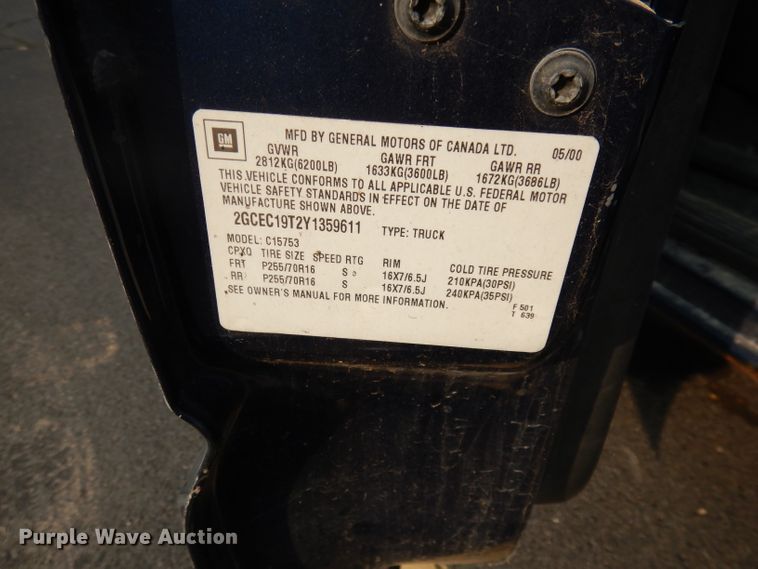 GM
MFD BY GENERAL MOTORS OF CANADA LTD. 05/00
GVWR GAWR FRT GAWR RR
2812KG(6200LB) 1633KG(3600LB) 1672KG(3686LB)
THIS VEHICLE CONFORMS TO ALL APPLICABLE U.S. FEDERAL MOTOR
VEHICLE SAFETY STANDARDS IN EFFECT ON THE DATE OF
MANUFACTURE SHOWN ABOVE.
2GCEC19T2Y1359611 TYPE: TRUCK
MODEL: C15753
CPXQ TIRE SIZE SPEED RTG RIM COLD TIRE PRESSURE
FRT P255/70R16 S 16X7/6.5J 210KPA(30PSI)
RR P255/70R16 S 16X7/6.5J 240KPA(35PSI)
SEE OWNER'S MANUAL FOR MORE INFORMATION.
F 501
T 639
Purple Wave Auction
purplewave.com